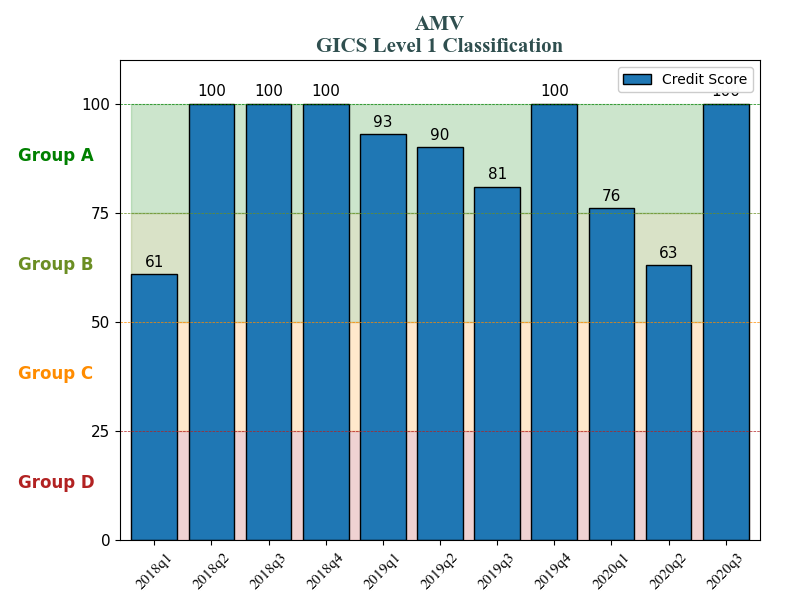 AMV
GICS Level 1 Classification
Credit Score
100
100
100
100
93
90
81
100
76
63
61
100
75
50
25
0
Group A
Group B
Group C
Group D
2018q1
2018q2
2018q3
2018q4
2019q1
2019q2
2019q3
2019q4
2020q1
2020q2
2020q3